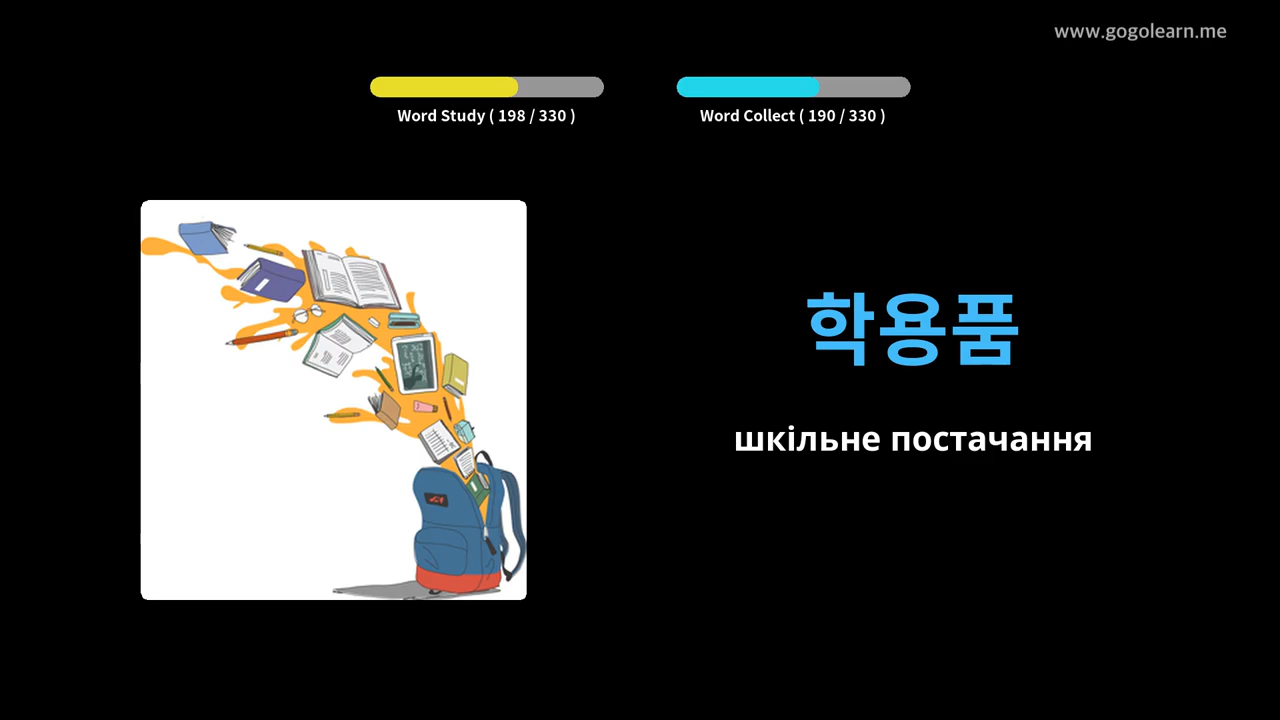 www.gogolearn.me
Word Study ( 198 / 330 )
Word Collect ( 190 / 330 )
학용품
шкільне постачання